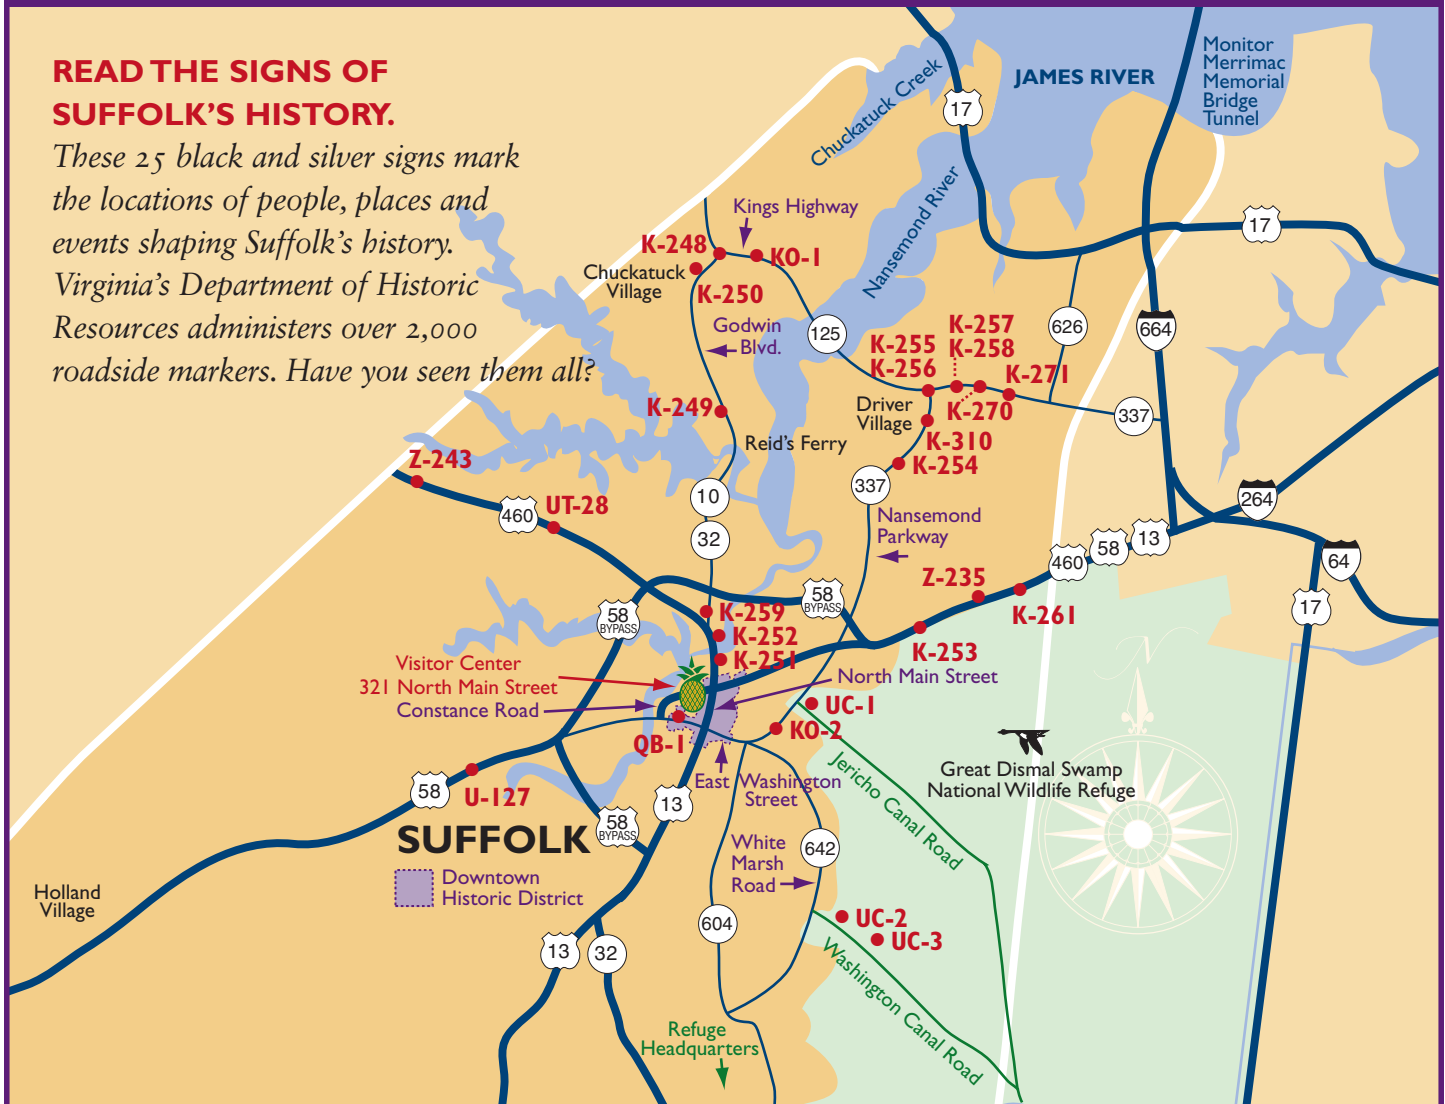 READ THE SIGNS OF
SUFFOLK'S HISTORY.
These 25 black and silver signs mark
the locations of people, places and
events shaping Suffolk's history.
Virginia's Department of Historic
Resources administers over 2,000
roadside markers. Have you seen them all?
Chuckatuck Creek
17
JAMES RIVER
Monitor
Merrimac
Memorial
Bridge
Tunnel
Nansemond River
Kings Highway
17
K-248
KO-1
Chuckatuck
Village
K-250
Godwin
Blvd.
125
626
664
K-257
K-255
K-258
K-256
K-271
K-249
Driver
Village
K-270
337
Reid's Ferry
K-310
K-254
Z-243
337
10
264
UT-28
460
32
Nansemond
Parkway
460
58
13
64
Z-235
58
BYPASS
58
BYPASS
17
K-259
K-261
K-252
K-253
K-251
Visitor Center
321 North Main Street
Constance Road
North Main Street
UC-1
QB-1
KO-2
Great Dismal Swamp
National Wildlife Refuge
Jericho Canal Road
East Washington
Street
58
U-127
13
58
BYPASS
SUFFOLK
White
Marsh
Road
642
Downtown
Historic District
Holland
Village
604
UC-2
UC-3
13
32
Washington Canal Road
Refuge
Headquarters
N